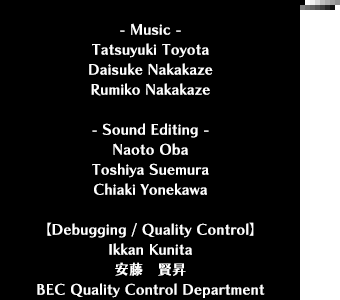 - Music -
Tatsuyuki Toyota
Daisuke Nakakaze
Rumiko Nakakaze
- Sound Editing -
Naoto Oba
Toshiya Suemura
Chiaki Yonekawa
【Debugging / Quality Control】
Ikkan Kunita
安藤　賢昇
BEC Quality Control Department